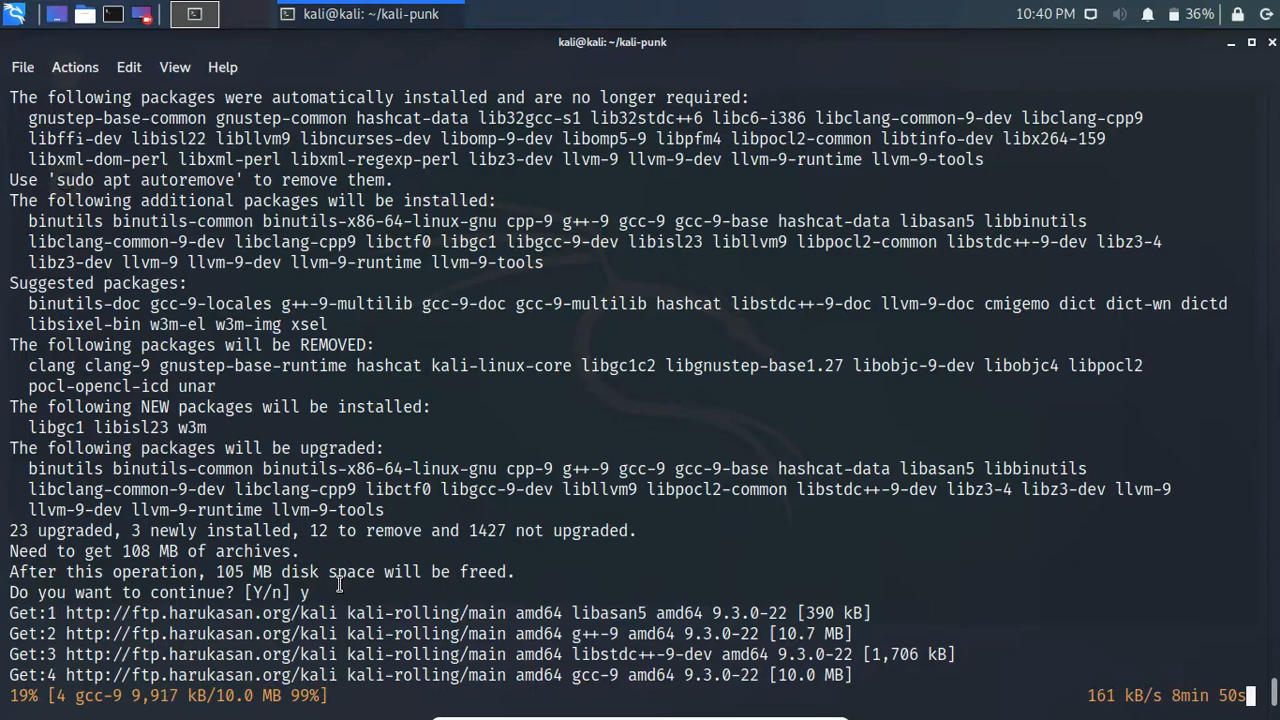 kali@kali: ~/kali-punk
10:40 PM
36%
kali@kali: ~/kali-punk
File Actions Edit View Help
The following packages were automatically installed and are no longer required:
gnustep-base-common gnustep-common hashcat-data lib32gcc-s1 lib32stdc++6 libc6-i386 libclang-common-9-dev libclang-cpp9
libffi-dev libisl22 libllvm9 libncurses-dev libomp-9-dev libomp5-9 libpfm4 libpocl2-common libtinfo-dev libx264-159
libxml-dom-perl libxml-perl libxml-regexp-perl libz3-dev llvm-9 llvm-9-dev llvm-9-runtime llvm-9-tools
Use 'sudo apt autoremove' to remove them.
The following additional packages will be installed:
binutils binutils-common binutils-x86-64-linux-gnu cpp-9 g++-9 gcc-9 gcc-9-base hashcat-data libasan5 libbinutils
libclang-common-9-dev libclang-cpp9 libctf0 libgc1 libgcc-9-dev libisl23 libllvm9 libpocl2-common libstdc++-9-dev libz3-4
libz3-dev llvm-9 llvm-9-dev llvm-9-runtime llvm-9-tools
Suggested packages:
binutils-doc gcc-9-locales g++-9-multilib gcc-9-doc gcc-9-multilib hashcat libstdc++-9-doc llvm-9-doc cmigemo dict dict-wn dictd
libsixel-bin w3m-el w3m-img xsel
The following packages will be REMOVED:
clang clang-9 gnustep-base-runtime hashcat kali-linux-core libgc1c2 libgnustep-base1.27 libobjc-9-dev libobjc4 libpocl2
pocl-opencl-icd unar
The following NEW packages will be installed:
libgc1 libisl23 w3m
The following packages will be upgraded:
binutils binutils-common binutils-x86-64-linux-gnu cpp-9 g++-9 gcc-9 gcc-9-base hashcat-data libasan5 libbinutils
libclang-common-9-dev libclang-cpp9 libctf0 libgcc-9-dev libllvm9 libpocl2-common libstdc++-9-dev libz3-4 libz3-dev llvm-9
llvm-9-dev llvm-9-runtime llvm-9-tools
23 upgraded, 3 newly installed, 12 to remove and 1427 not upgraded.
Need to get 108 MB of archives.
After this operation, 105 MB disk space will be freed.
Do you want to continue? [Y/n] y
Get:1 http://ftp.harukasan.org/kali kali-rolling/main amd64 libasan5 amd64 9.3.0-22 [390 kB]
Get:2 http://ftp.harukasan.org/kali kali-rolling/main amd64 g++-9 amd64 9.3.0-22 [10.7 MB]
Get:3 http://ftp.harukasan.org/kali kali-rolling/main amd64 libstdc++-9-dev amd64 9.3.0-22 [1,706 kB]
Get:4 http://ftp.harukasan.org/kali kali-rolling/main amd64 gcc-9 amd64 9.3.0-22 [10.0 MB]
19% [4 gcc-9 9,917 kB/10.0 MB 99%] 161 kB/s 8min 50s